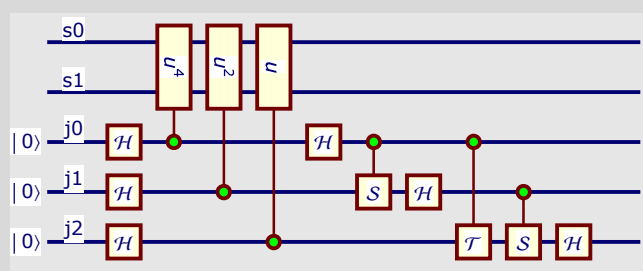 s0
u⁴ u² u
s1
|0⟩ j0 H H
|0⟩ j1 H S H
|0⟩ j2 H T S H